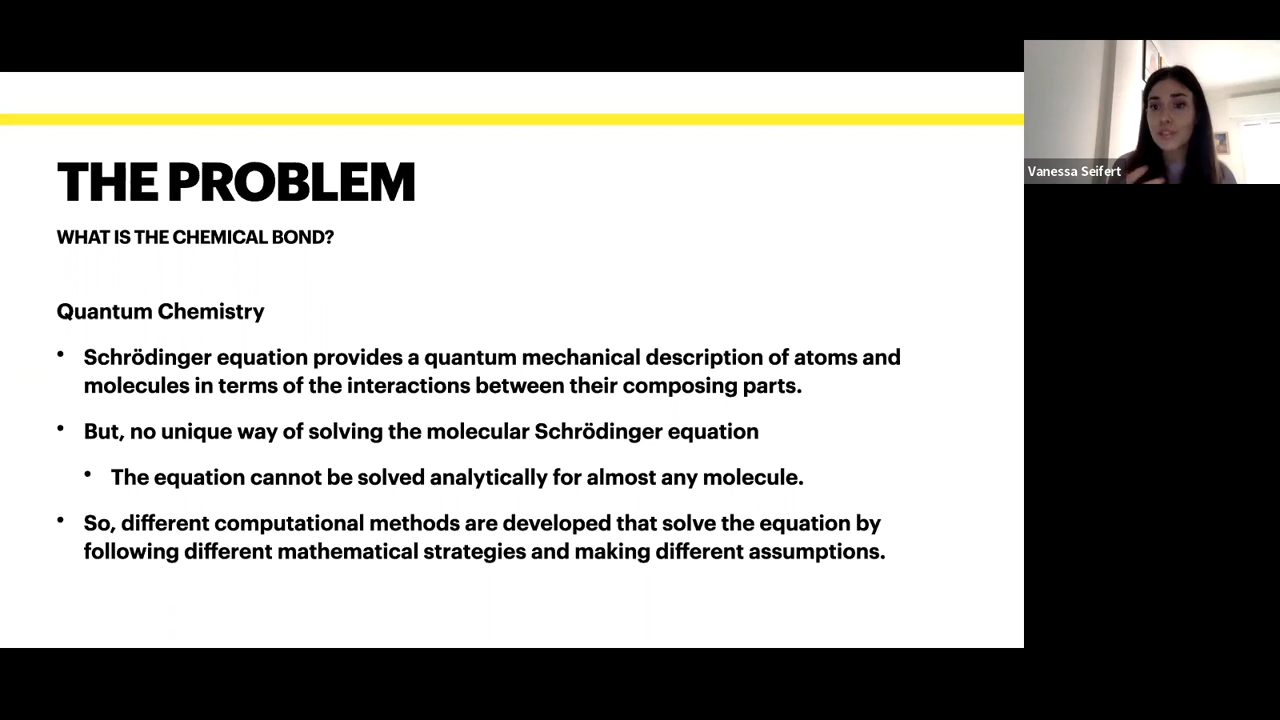 THE PROBLEM
WHAT IS THE CHEMICAL BOND?
Quantum Chemistry
• Schrödinger equation provides a quantum mechanical description of atoms and
molecules in terms of the interactions between their composing parts.
• But, no unique way of solving the molecular Schrödinger equation
• The equation cannot be solved analytically for almost any molecule.
• So, different computational methods are developed that solve the equation by
following different mathematical strategies and making different assumptions.
Vanessa Seifert